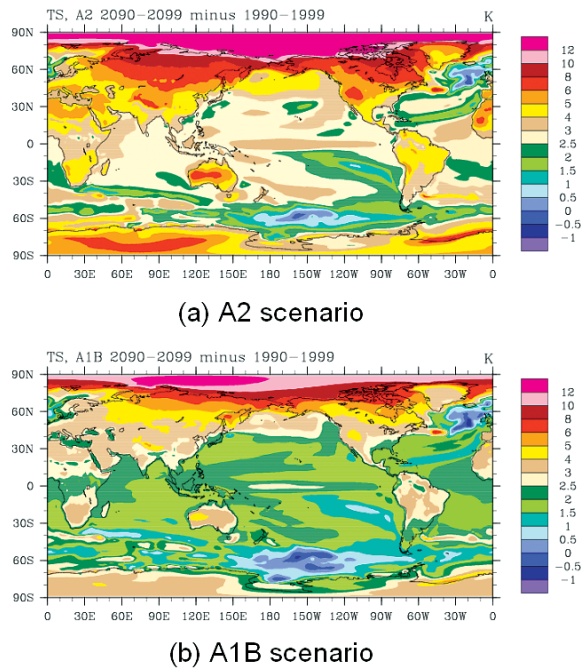 TS, A2 2090−2099 minus 1990−1999 K
90N
60N
30N
0
30S
60S
90S
0 30E 60E 90E 120E 150E 180 150W 120W 90W 60W 30W 0
12
10
8
6
5
4
3
2.5
2
1.5
1
0.5
0
−0.5
−1
(a) A2 scenario
TS, A1B 2090−2099 minus 1990−1999 K
90N
60N
30N
0
30S
60S
90S
0 30E 60E 90E 120E 150E 180 150W 120W 90W 60W 30W 0
12
10
8
6
5
4
3
2.5
2
1.5
1
0.5
0
−0.5
−1
(b) A1B scenario